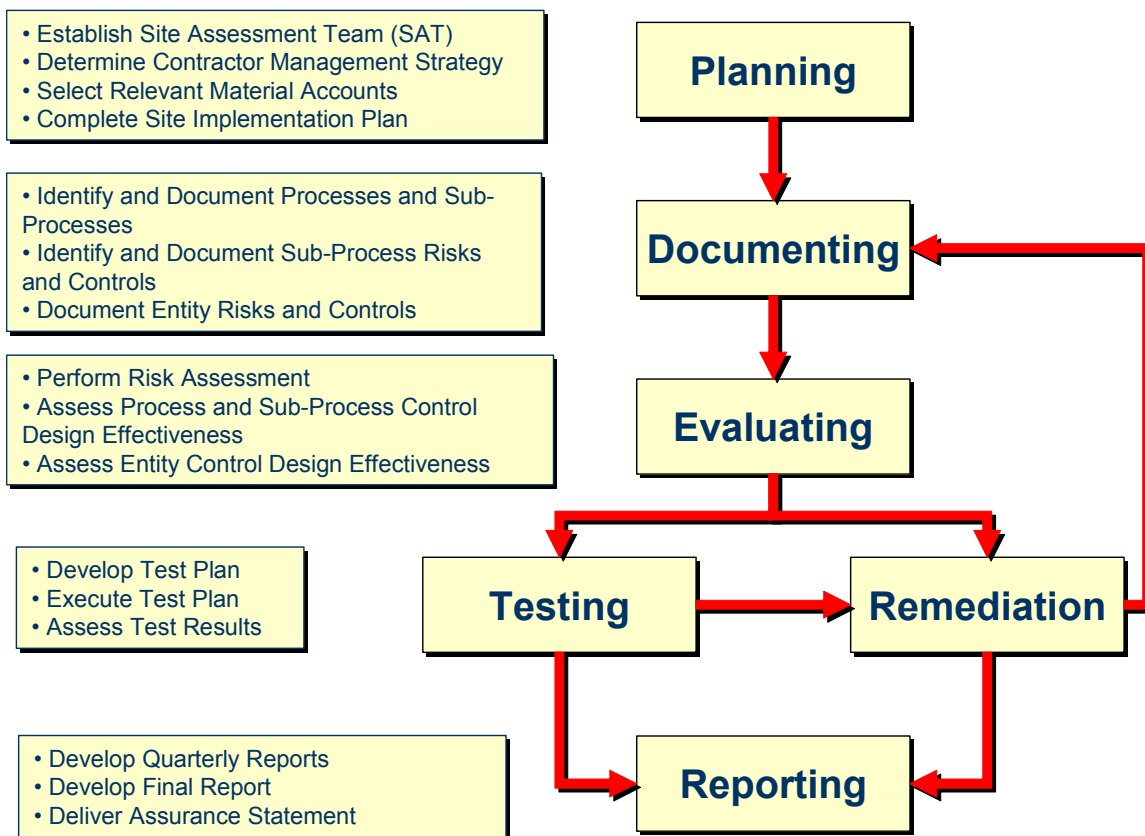 • Establish Site Assessment Team (SAT)
• Determine Contractor Management Strategy
• Select Relevant Material Accounts
• Complete Site Implementation Plan
Planning
• Identify and Document Processes and Sub-
Processes
• Identify and Document Sub-Process Risks
and Controls
• Document Entity Risks and Controls
Documenting
• Perform Risk Assessment
• Assess Process and Sub-Process Control
Design Effectiveness
• Assess Entity Control Design Effectiveness
Evaluating
• Develop Test Plan
• Execute Test Plan
• Assess Test Results
Testing
Remediation
• Develop Quarterly Reports
• Develop Final Report
• Deliver Assurance Statement
Reporting